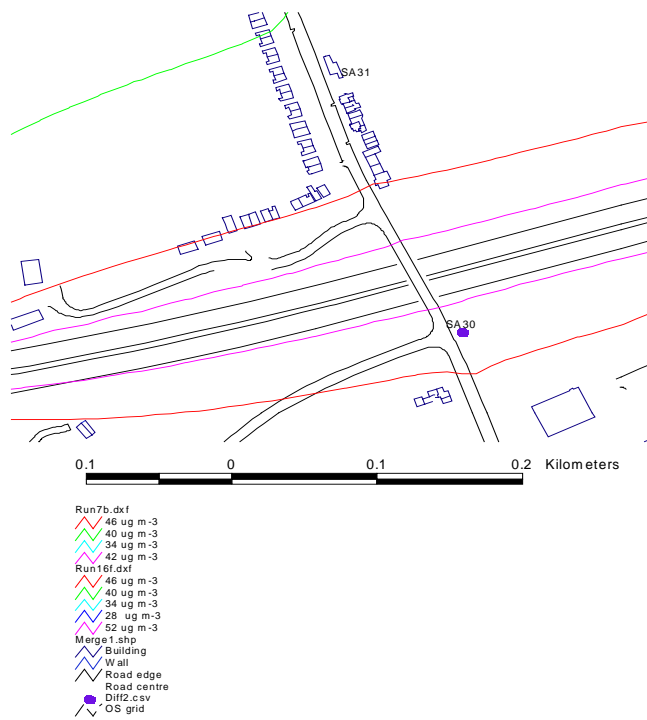 SA31
SA30
0.1 0 0.1 0.2 Kilometers
Run7b.dxf
46 ug m-3
40 ug m-3
34 ug m-3
42 ug m-3
Run16f.dxf
46 ug m-3
40 ug m-3
34 ug m-3
28 ug m-3
52 ug m-3
Merge1.shp
Building
Wall
Road edge
Road centre
Diff2.csv
OS grid